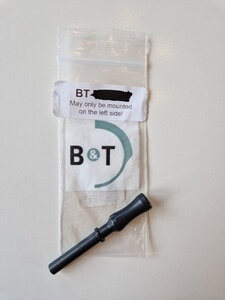 BT-
May only be mounted
on the left side!
B&T